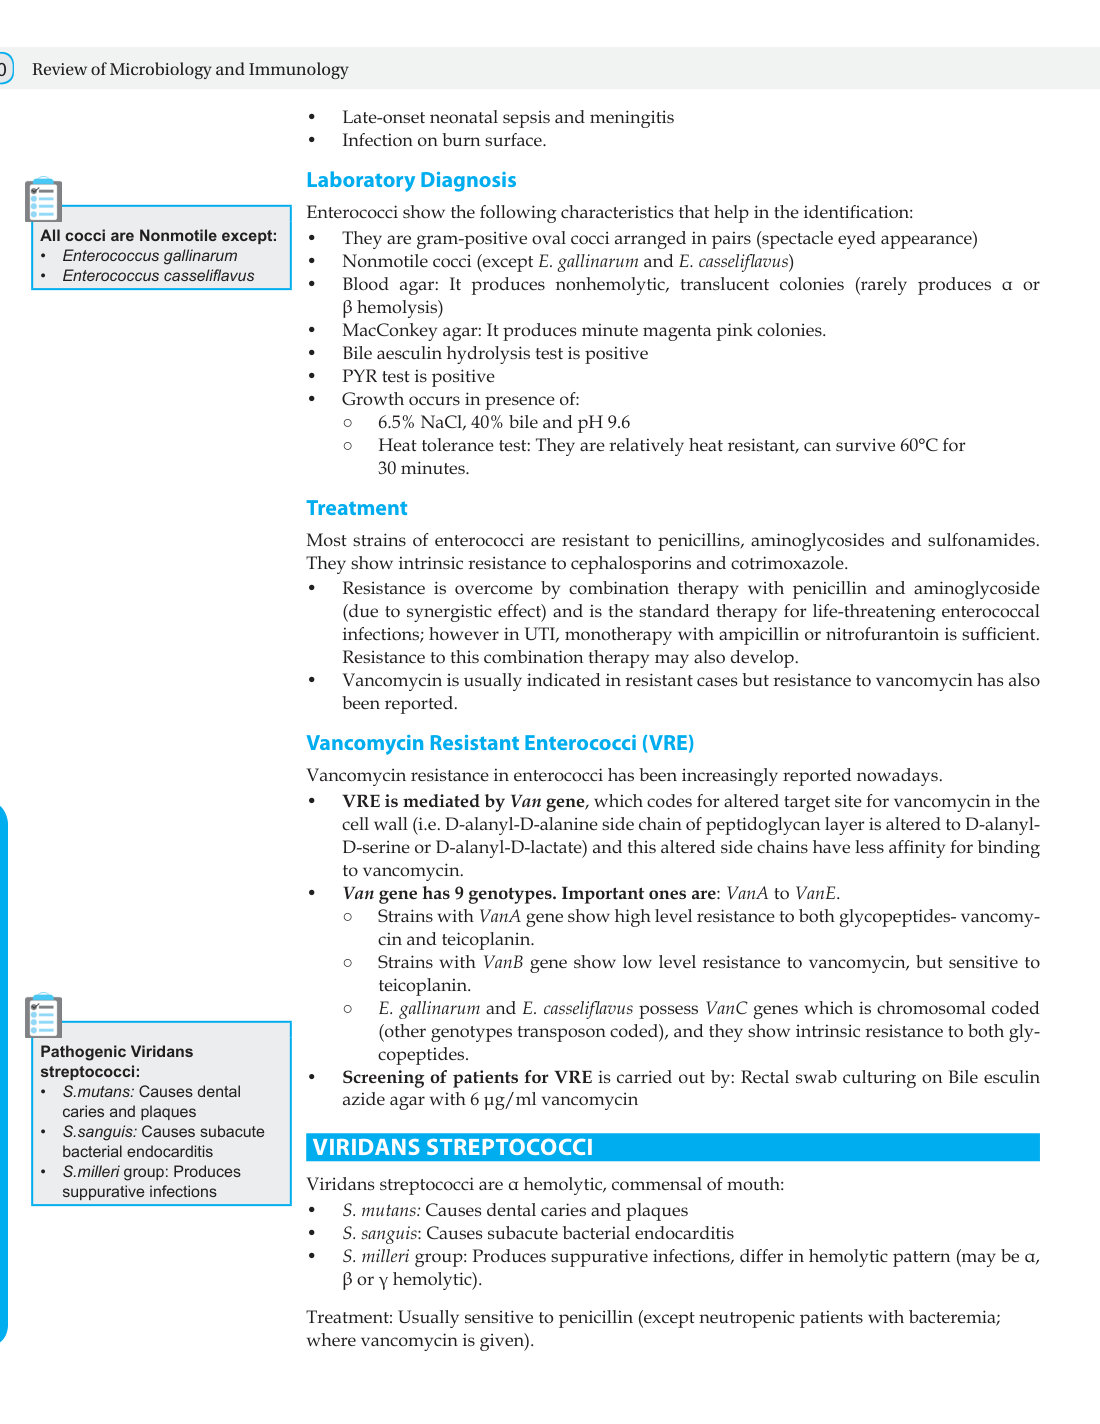 0 Review of Microbiology and Immunology
• Late-onset neonatal sepsis and meningitis
• Infection on burn surface.
Laboratory Diagnosis
Enterococci show the following characteristics that help in the identification:
• They are gram-positive oval cocci arranged in pairs (spectacle eyed appearance)
• Nonmotile cocci (except E. gallinarum and E. casseliflavus)
• Blood agar: It produces nonhemolytic, translucent colonies (rarely produces α or
β hemolysis)
• MacConkey agar: It produces minute magenta pink colonies.
• Bile aesculin hydrolysis test is positive
• PYR test is positive
• Growth occurs in presence of:
○ 6.5% NaCl, 40% bile and pH 9.6
○ Heat tolerance test: They are relatively heat resistant, can survive 60°C for
30 minutes.
All cocci are Nonmotile except:
• Enterococcus gallinarum
• Enterococcus casseliflavus
Treatment
Most strains of enterococci are resistant to penicillins, aminoglycosides and sulfonamides.
They show intrinsic resistance to cephalosporins and cotrimoxazole.
• Resistance is overcome by combination therapy with penicillin and aminoglycoside
(due to synergistic effect) and is the standard therapy for life-threatening enterococcal
infections; however in UTI, monotherapy with ampicillin or nitrofurantoin is sufficient.
Resistance to this combination therapy may also develop.
• Vancomycin is usually indicated in resistant cases but resistance to vancomycin has also
been reported.
Vancomycin Resistant Enterococci (VRE)
Vancomycin resistance in enterococci has been increasingly reported nowadays.
• VRE is mediated by Van gene, which codes for altered target site for vancomycin in the
cell wall (i.e. D-alanyl-D-alanine side chain of peptidoglycan layer is altered to D-alanyl-
D-serine or D-alanyl-D-lactate) and this altered side chains have less affinity for binding
to vancomycin.
• Van gene has 9 genotypes. Important ones are: VanA to VanE.
○ Strains with VanA gene show high level resistance to both glycopeptides- vancomy-
cin and teicoplanin.
○ Strains with VanB gene show low level resistance to vancomycin, but sensitive to
teicoplanin.
○ E. gallinarum and E. casseliflavus possess VanC genes which is chromosomal coded
(other genotypes transposon coded), and they show intrinsic resistance to both gly-
copeptides.
• Screening of patients for VRE is carried out by: Rectal swab culturing on Bile esculin
azide agar with 6 μg/ml vancomycin
Pathogenic Viridans
streptococci:
• S.mutans: Causes dental
caries and plaques
• S.sanguis: Causes subacute
bacterial endocarditis
• S.milleri group: Produces
suppurative infections
VIRIDANS STREPTOCOCCI
Viridans streptococci are α hemolytic, commensal of mouth:
• S. mutans: Causes dental caries and plaques
• S. sanguis: Causes subacute bacterial endocarditis
• S. milleri group: Produces suppurative infections, differ in hemolytic pattern (may be α,
β or γ hemolytic).
Treatment: Usually sensitive to penicillin (except neutropenic patients with bacteremia;
where vancomycin is given).